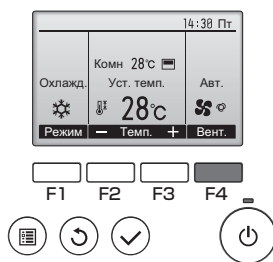 14:30 Пт
Комн 28°C
Охлажд. Уст. темп. Авт.
28°C
Режим − Темп. + Вент.
F1 F2 F3 F4